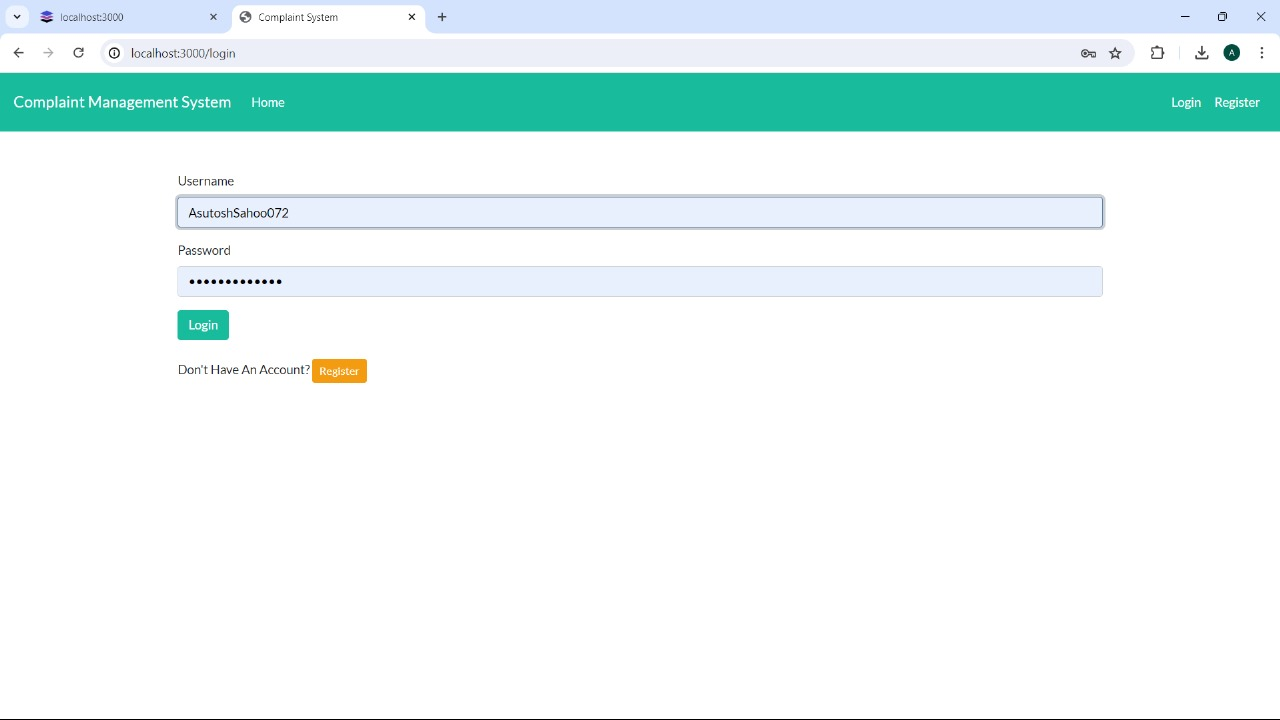 localhost:3000
Complaint System
localhost:3000/login
A
Complaint Management System Home Login Register
Username
AsutoshSahoo072
Password
•••••••••••••
Login
Don't Have An Account? Register